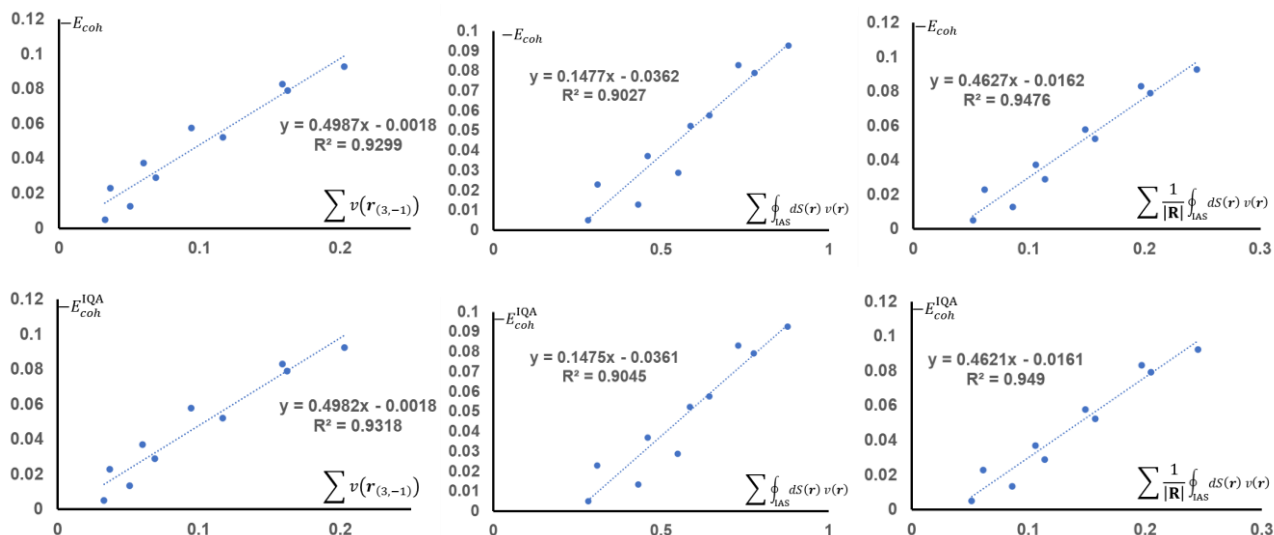 0.12
−E_coh
0.1
0.08
0.06
0.04
0.02
0
0
0.1
0.2
y = 0.4987x - 0.0018
R² = 0.9299
∑ v(r_(3,−1))
0.1
−E_coh
0.09
0.08
0.07
0.06
0.05
0.04
0.03
0.02
0.01
0
0
0.5
1
y = 0.1477x - 0.0362
R² = 0.9027
∑ ∮_IAS dS(r) v(r)
0.12
−E_coh
0.1
0.08
0.06
0.04
0.02
0
0
0.1
0.2
0.3
y = 0.4627x - 0.0162
R² = 0.9476
∑ 1/|R| ∮_IAS dS(r) v(r)
0.12
−E_coh^IQA
0.1
0.08
0.06
0.04
0.02
0
0
0.1
0.2
y = 0.4982x - 0.0018
R² = 0.9318
∑ v(r_(3,−1))
0.1
−E_coh^IQA
0.09
0.08
0.07
0.06
0.05
0.04
0.03
0.02
0.01
0
0
0.5
1
y = 0.1475x - 0.0361
R² = 0.9045
∑ ∮_IAS dS(r) v(r)
0.12
−E_coh^IQA
0.1
0.08
0.06
0.04
0.02
0
0
0.1
0.2
0.3
y = 0.4621x - 0.0161
R² = 0.949
∑ 1/|R| ∮_IAS dS(r) v(r)